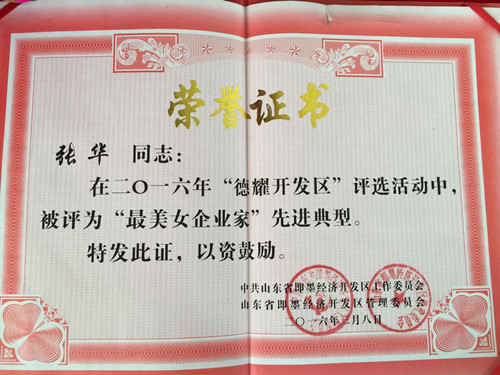 荣誉证书
张华 同志：
在二〇一六年“德耀开发区”评选活动中，
被评为“最美女企业家”先进典型。
特发此证，以资鼓励。
中共山东省即墨经济开发区工作委员会
山东省即墨经济开发区管理委员会
二〇一六年三月八日